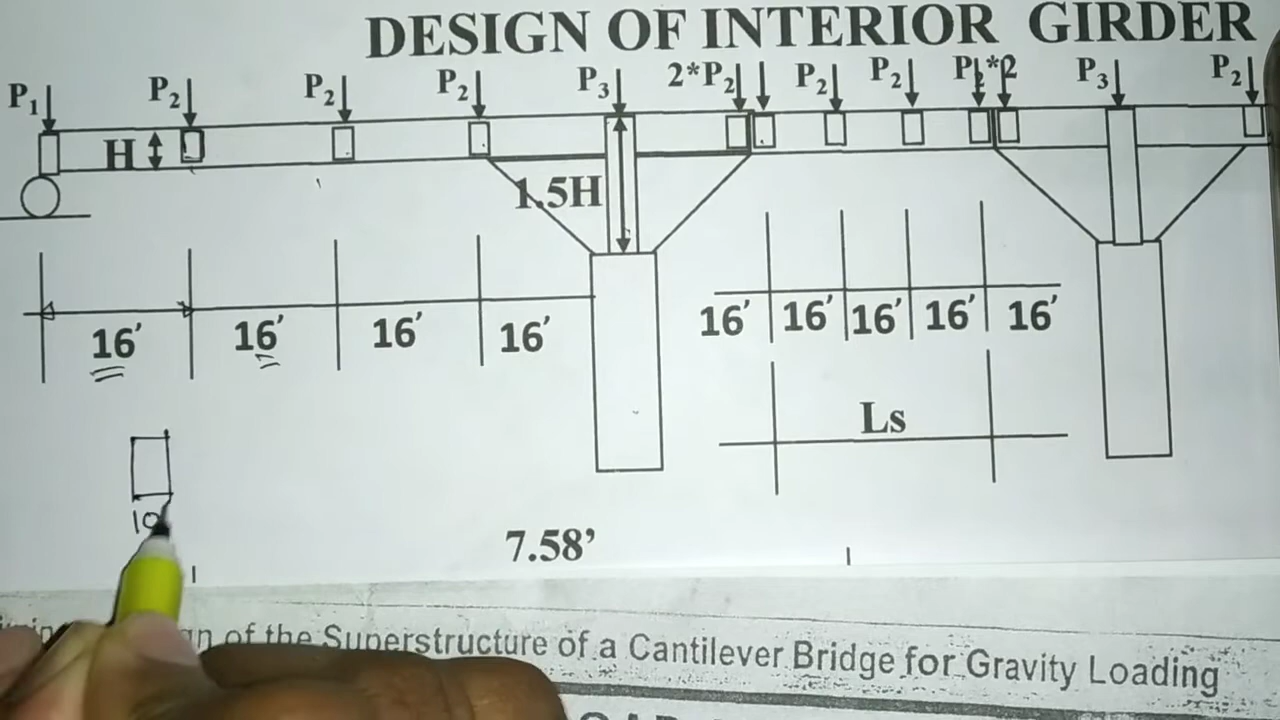 DESIGN OF INTERIOR GIRDER
P₁ P₂ P₂ P₂ P₃ 2*P₂ P₂ P₂ P₃ P₂
H
1.5H
16′ 16′ 16′ 16′ 16′ 16′ 16′ 16′ 16′
Ls
10
7.58’
of the Superstructure of a Cantilever Bridge for Gravity Loading